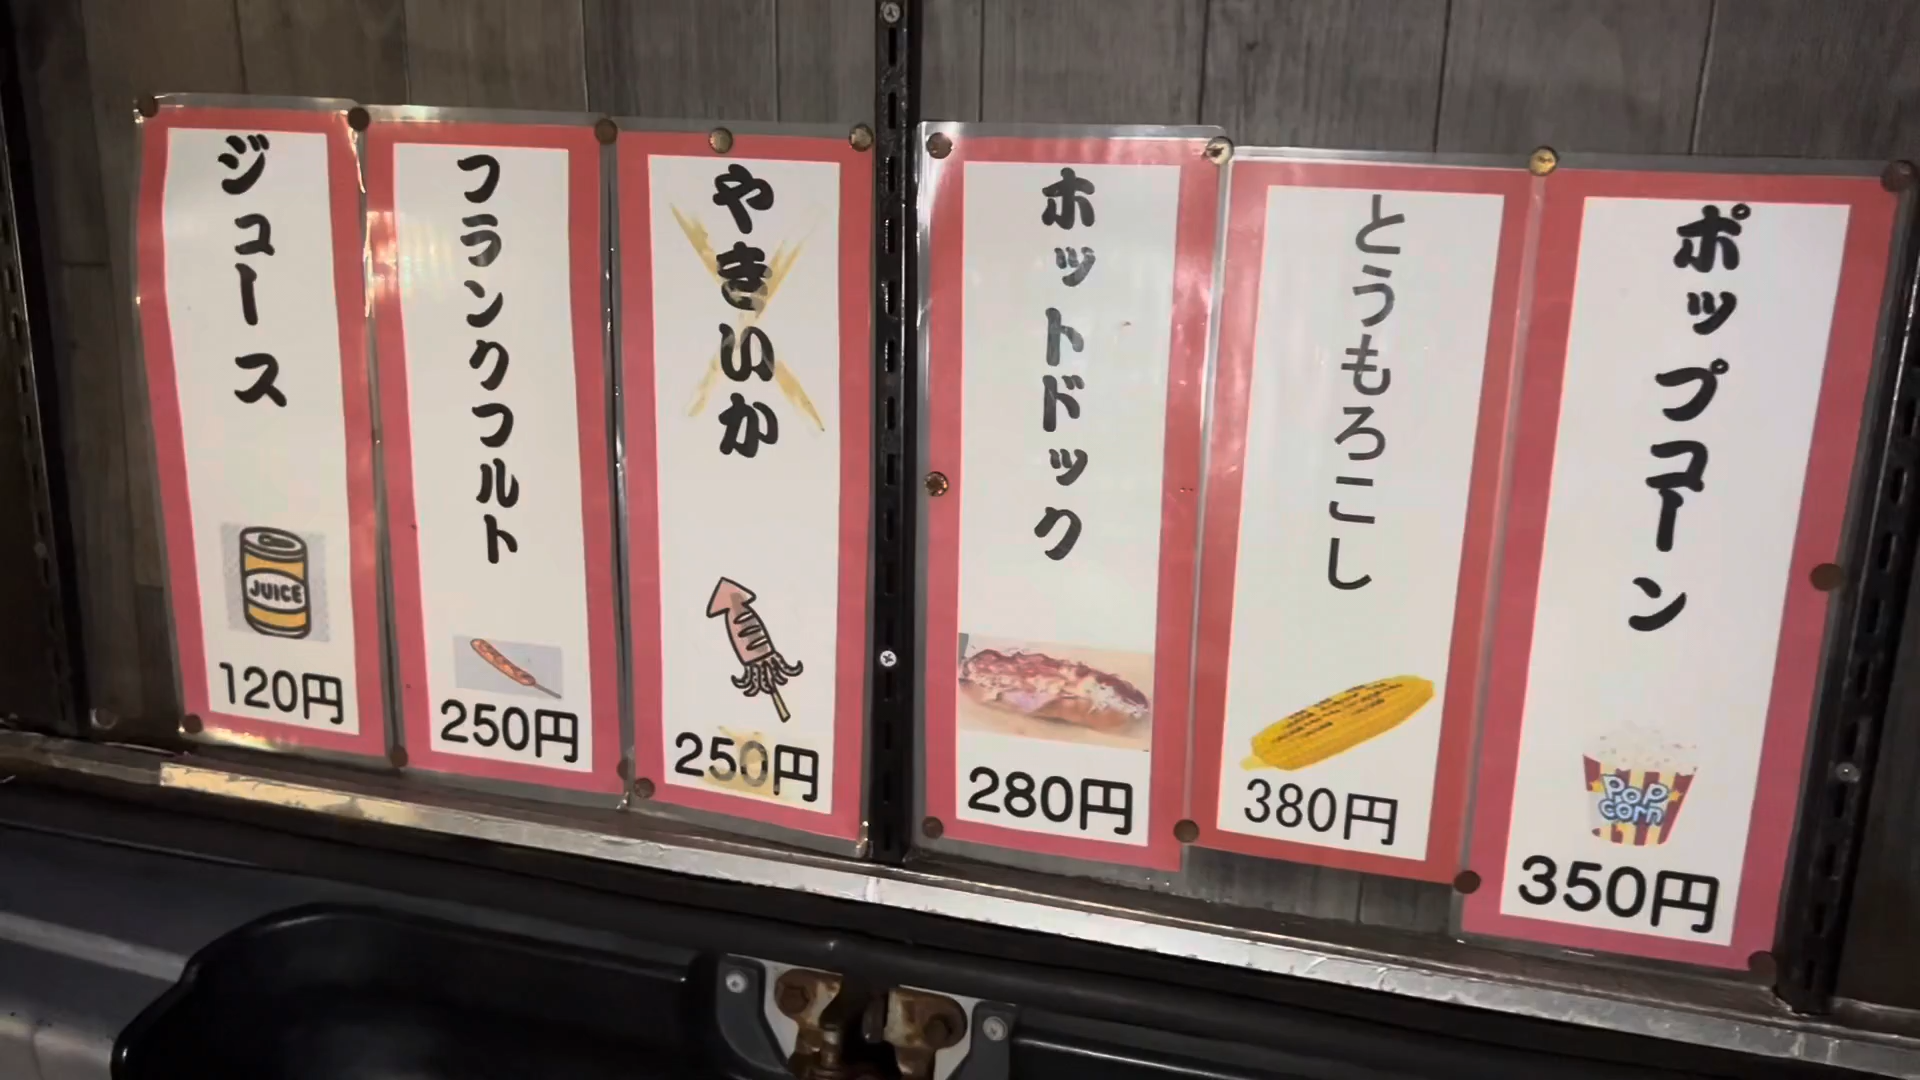 ジュース
JUICE
120円
フランクフルト
250円
やきいか
250円
ホットドック
280円
とうもろこし
380円
ポップコーン
POP
corn
350円